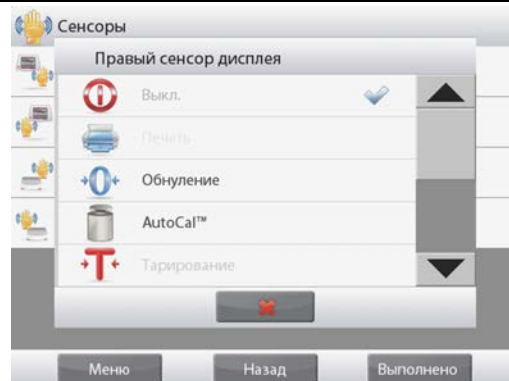 Сенсоры
Правый сенсор дисплея
Выкл.
Печать
Обнуление
AutoCal™
Тарирование
Меню
Назад
Выполнено